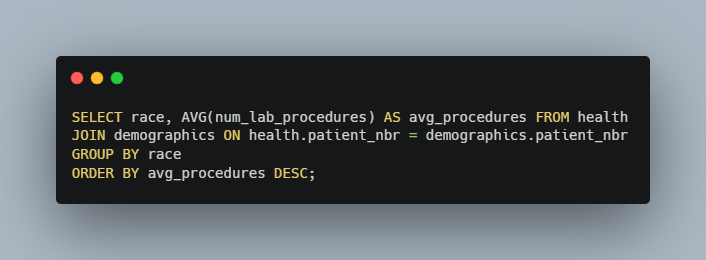 SELECT race, AVG(num_lab_procedures) AS avg_procedures FROM health
JOIN demographics ON health.patient_nbr = demographics.patient_nbr
GROUP BY race
ORDER BY avg_procedures DESC;